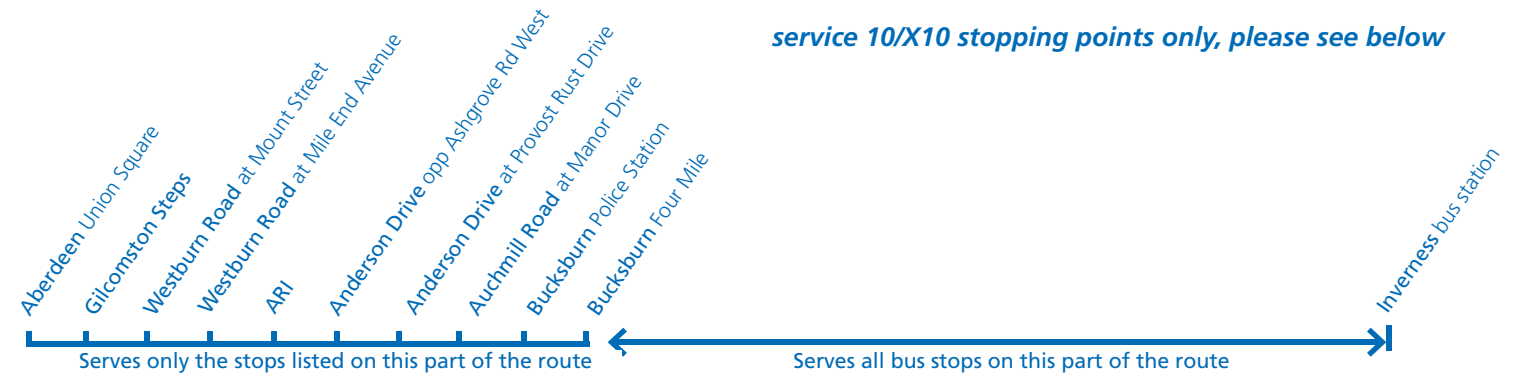 service 10/X10 stopping points only, please see below
Aberdeen Union Square
Gilcomston Steps
Westburn Road at Mount Street
Westburn Road at Mile End Avenue
ARI
Anderson Drive opp Ashgrove Rd West
Anderson Drive at Provost Rust Drive
Auchmill Road at Manor Drive
Bucksburn Police Station
Bucksburn Four Mile
Inverness bus station
Serves only the stops listed on this part of the route
Serves all bus stops on this part of the route